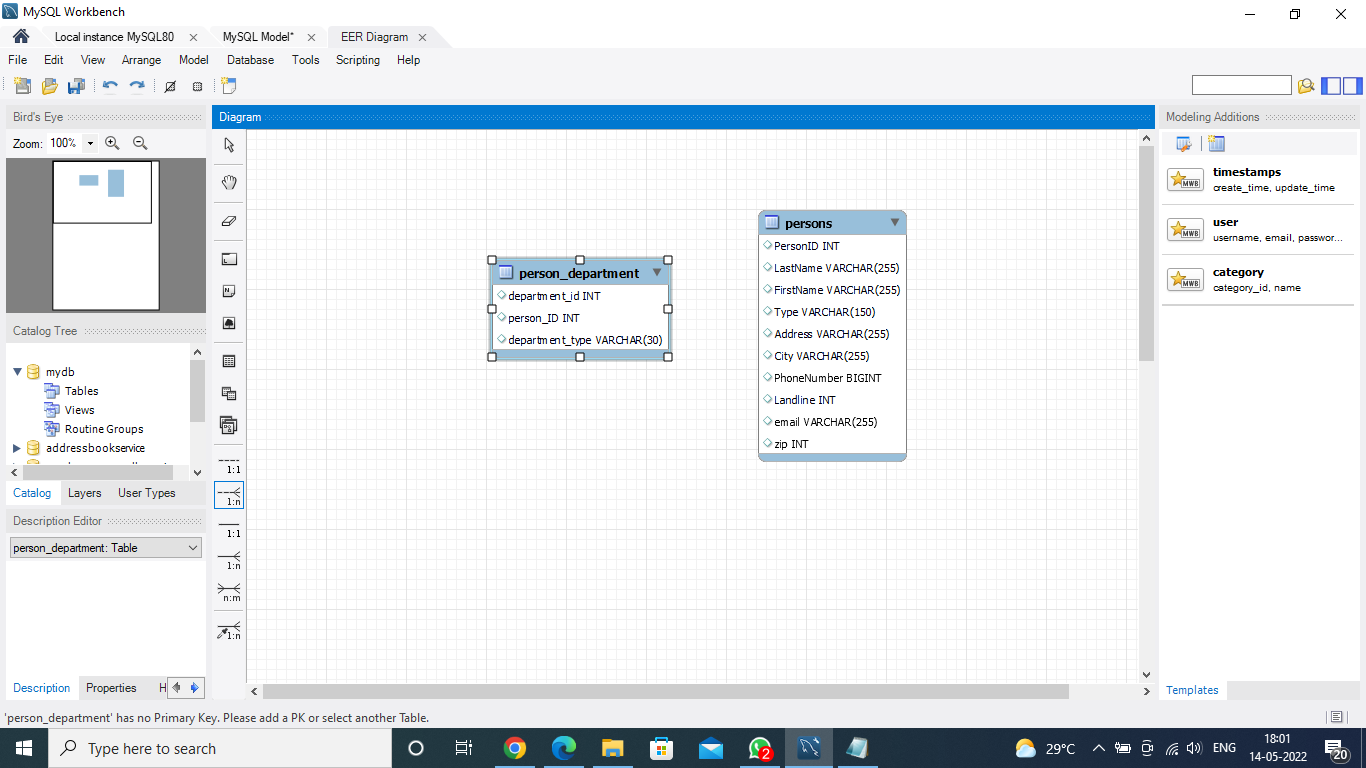 MySQL Workbench
Local instance MySQL80
MySQL Model*
EER Diagram
File Edit View Arrange Model Database Tools Scripting Help
Bird's Eye
Zoom: 100%
Catalog Tree
mydb
Tables
Views
Routine Groups
addressbookservice
Catalog Layers User Types
Description Editor
person_department: Table
Description Properties H
Diagram
1:1
1:n
1:1
1:n
n:m
1:n
person_department
department_id INT
person_ID INT
department_type VARCHAR(30)
persons
PersonID INT
LastName VARCHAR(255)
FirstName VARCHAR(255)
Type VARCHAR(150)
Address VARCHAR(255)
City VARCHAR(255)
PhoneNumber BIGINT
Landline INT
email VARCHAR(255)
zip INT
Modeling Additions
MWB
timestamps
create_time, update_time
MWB
user
username, email, passwor...
MWB
category
category_id, name
Templates
'person_department' has no Primary Key. Please add a PK or select another Table.
Type here to search
2
29°C
ENG
18:01
14-05-2022
20